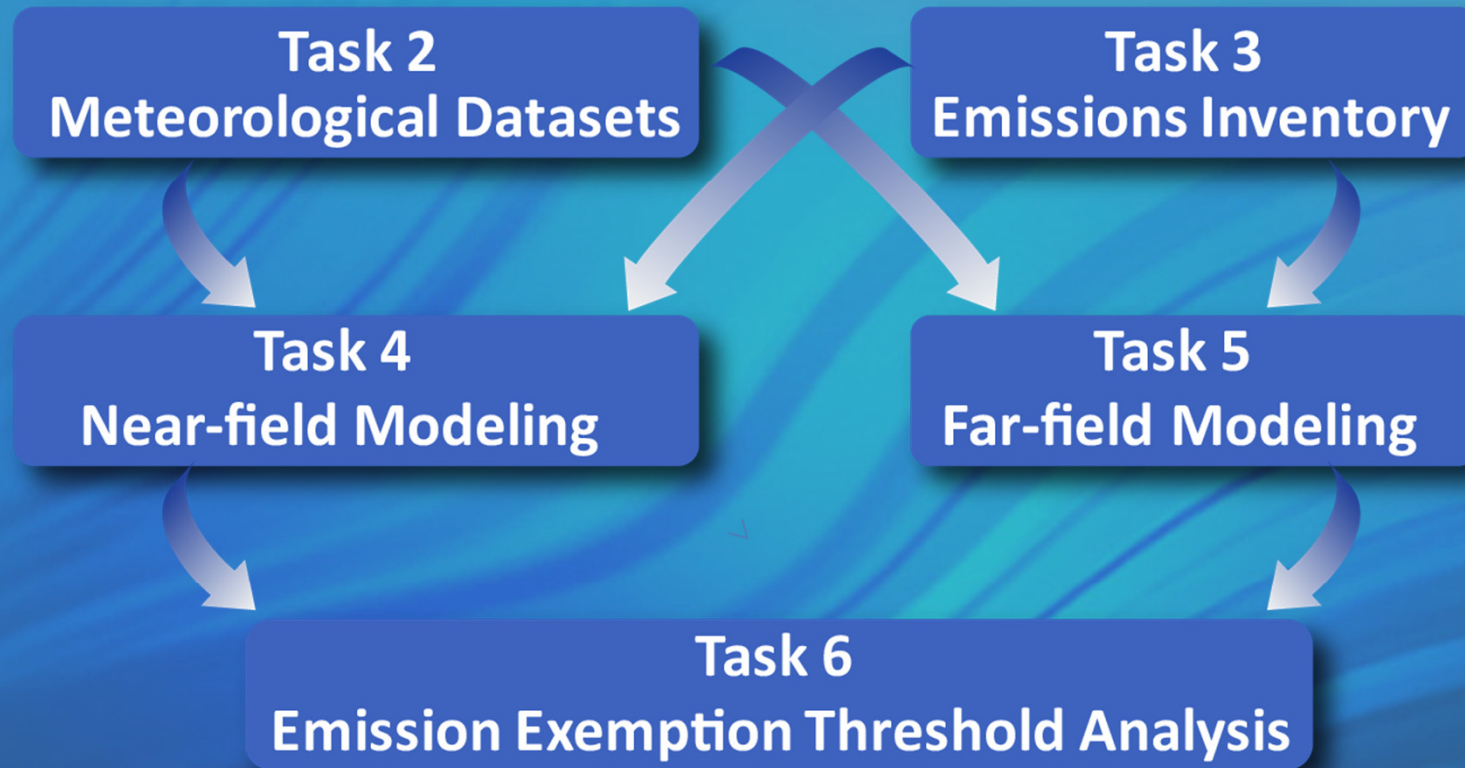 Task 2
Meteorological Datasets
Task 3
Emissions Inventory
Task 4
Near-field Modeling
Task 5
Far-field Modeling
Task 6
Emission Exemption Threshold Analysis